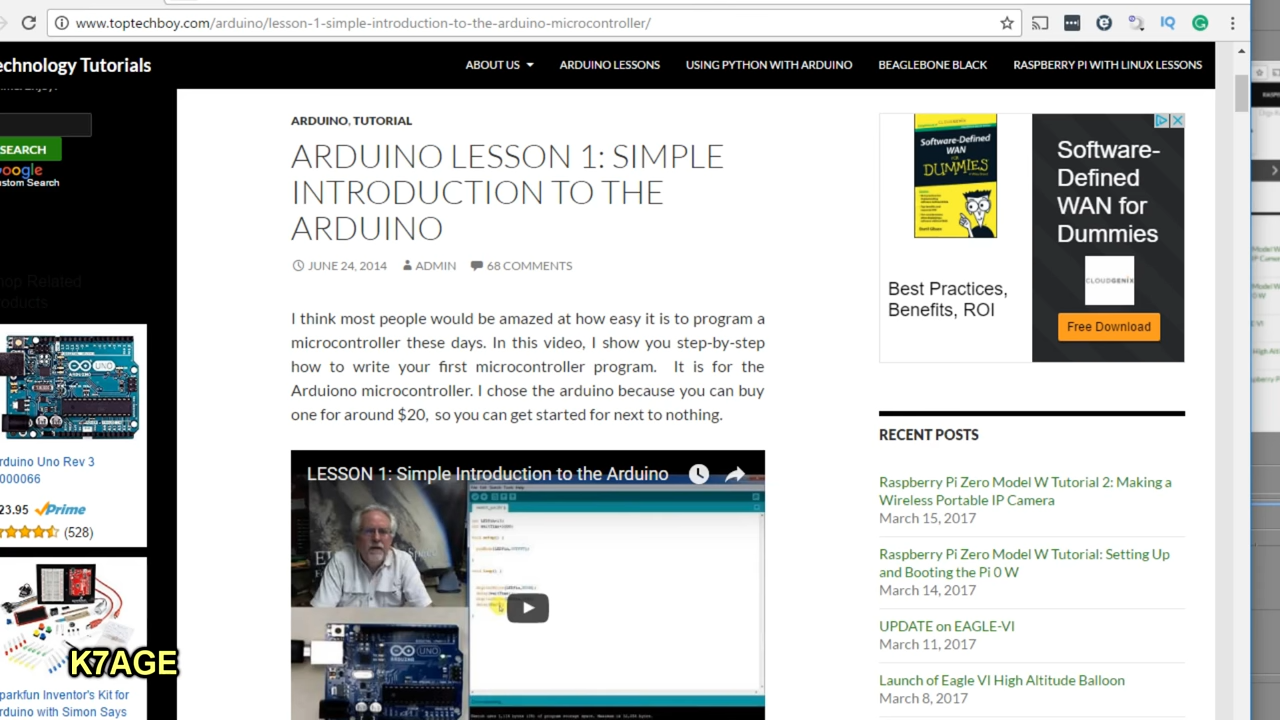 www.toptechboy.com/arduino/lesson-1-simple-introduction-to-the-arduino-microcontroller/
echnology Tutorials
ABOUT US
ARDUINO LESSONS
USING PYTHON WITH ARDUINO
BEAGLEBONE BLACK
RASPBERRY PI WITH LINUX LESSONS
SEARCH
oogle
ustom Search
hop Related
oducts
rduino Uno Rev 3
000066
23.95 Prime
(528)
parkfun Inventor's Kit for
rduino with Simon Says
K7AGE
ARDUINO, TUTORIAL
ARDUINO LESSON 1: SIMPLE
INTRODUCTION TO THE
ARDUINO
JUNE 24, 2014 ADMIN 68 COMMENTS
I think most people would be amazed at how easy it is to program a
microcontroller these days. In this video, I show you step-by-step
how to write your first microcontroller program. It is for the
Arduiono microcontroller. I chose the arduino because you can buy
one for around $20, so you can get started for next to nothing.
LESSON 1: Simple Introduction to the Arduino
Software-Defined
WAN
FOR
DUMMIES
Best Practices,
Benefits, ROI
Software-
Defined
WAN for
Dummies
CLOUDGENIX
Free Download
RECENT POSTS
Raspberry Pi Zero Model W Tutorial 2: Making a
Wireless Portable IP Camera
March 15, 2017
Raspberry Pi Zero Model W Tutorial: Setting Up
and Booting the Pi 0 W
March 14, 2017
UPDATE on EAGLE-VI
March 11, 2017
Launch of Eagle VI High Altitude Balloon
March 8, 2017